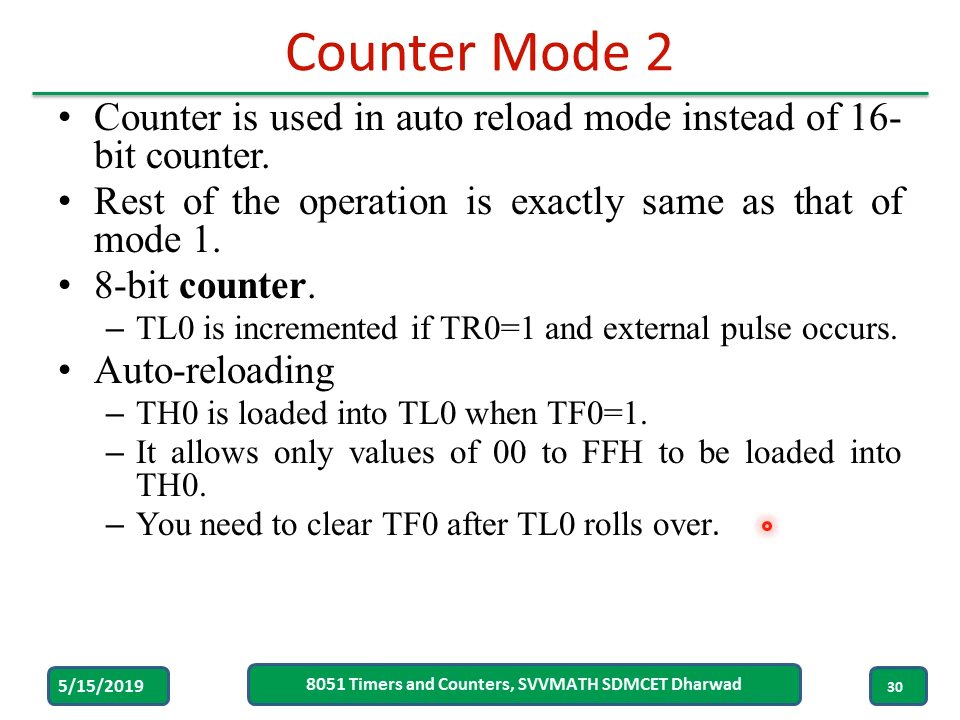 Counter Mode 2
• Counter is used in auto reload mode instead of 16-
bit counter.
• Rest of the operation is exactly same as that of
mode 1.
• 8-bit counter.
– TL0 is incremented if TR0=1 and external pulse occurs.
• Auto-reloading
– TH0 is loaded into TL0 when TF0=1.
– It allows only values of 00 to FFH to be loaded into
TH0.
– You need to clear TF0 after TL0 rolls over.
5/15/2019
8051 Timers and Counters, SVVMATH SDMCET Dharwad
30